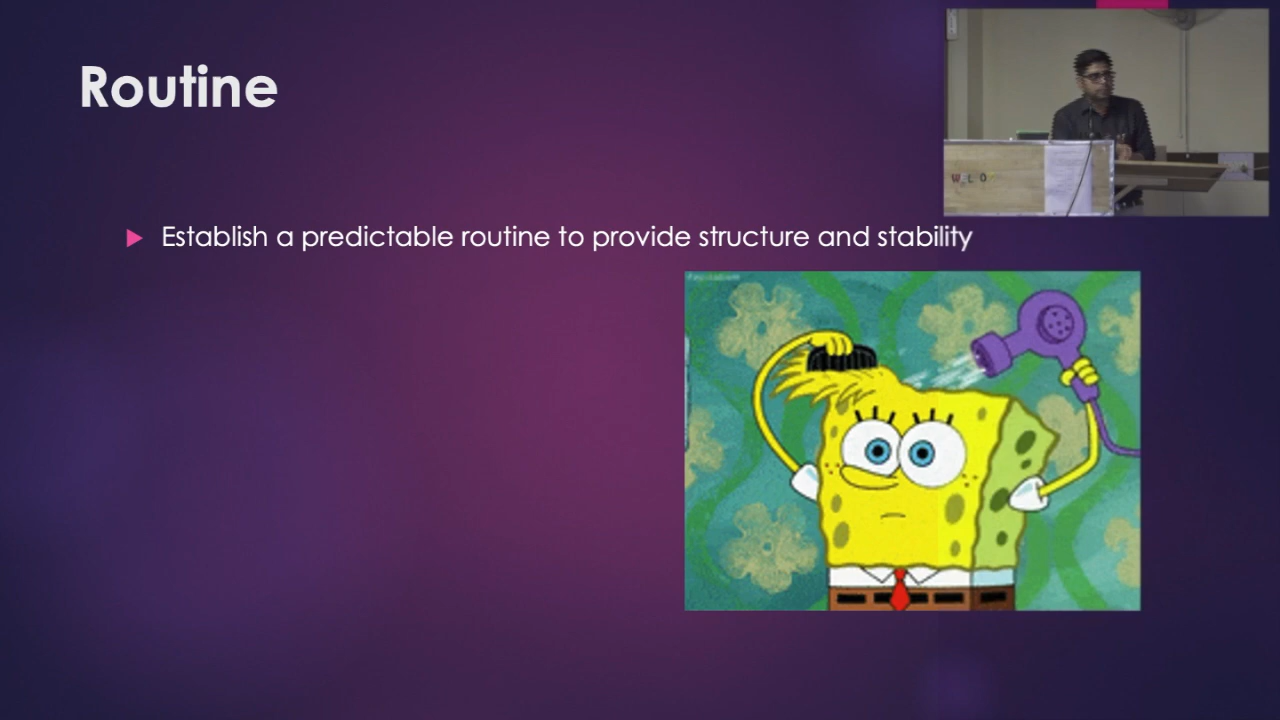 Routine
Establish a predictable routine to provide structure and stability